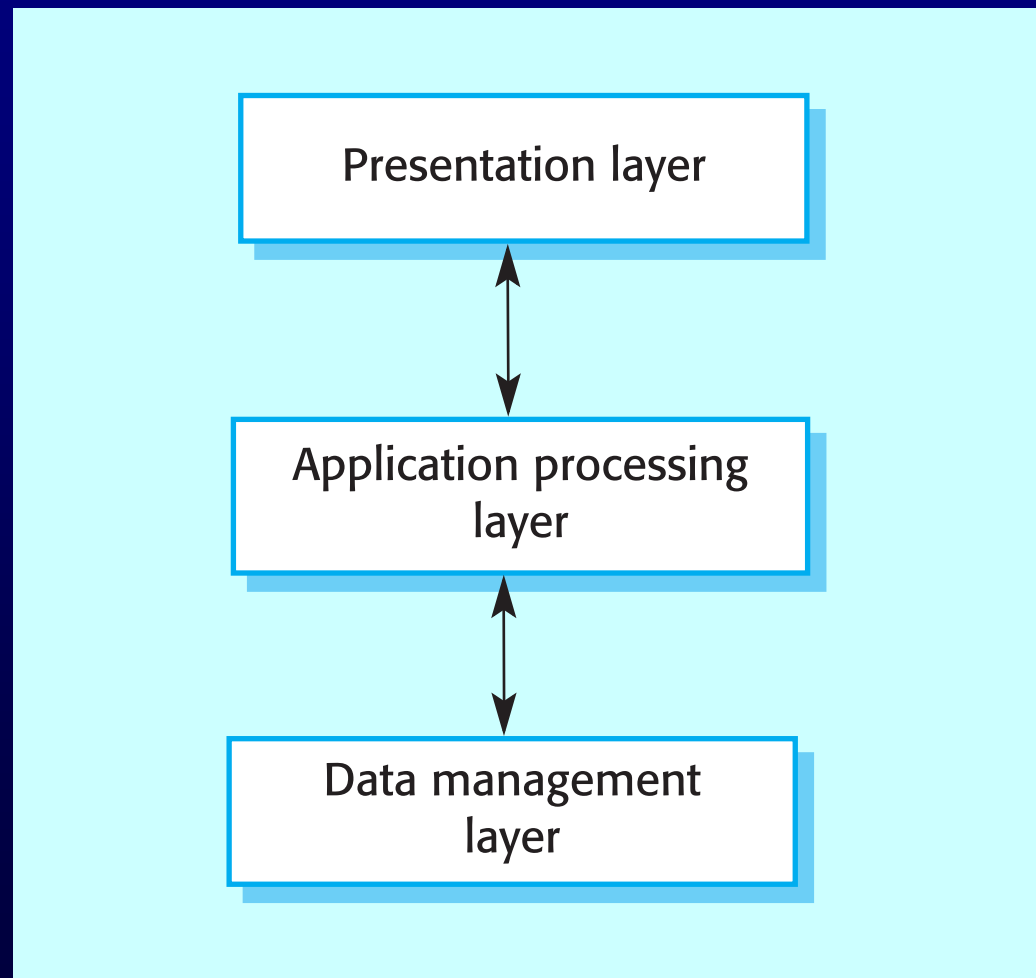 Presentation layer
Application processing
layer
Data management
layer